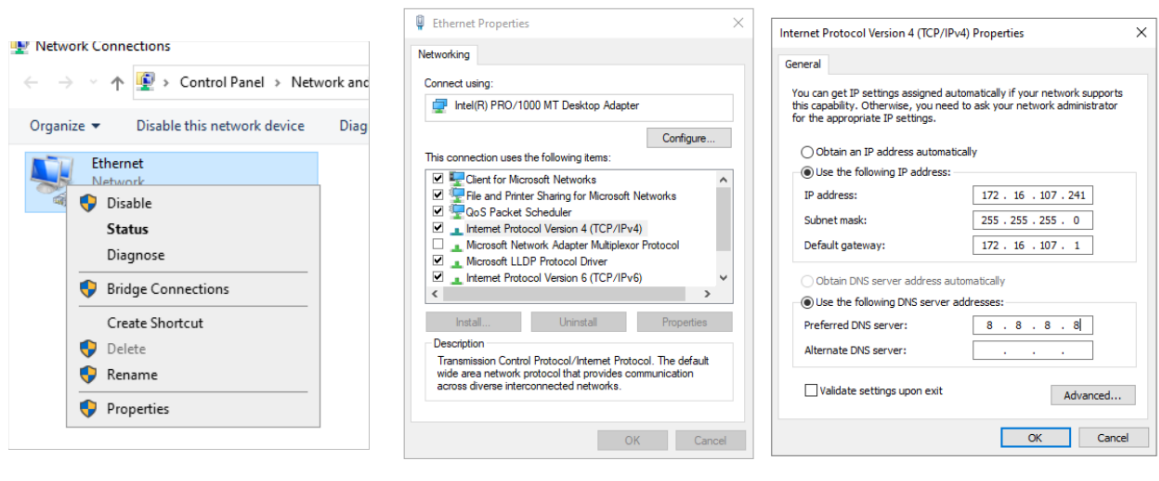 Network Connections
Control Panel > Network and
Organize Disable this network device Diag
Ethernet
Network
Disable
Status
Diagnose
Bridge Connections
Create Shortcut
Delete
Rename
Properties
Ethernet Properties
Networking
Connect using:
Intel(R) PRO/1000 MT Desktop Adapter
Configure...
This connection uses the following items:
Client for Microsoft Networks
File and Printer Sharing for Microsoft Networks
QoS Packet Scheduler
Internet Protocol Version 4 (TCP/IPv4)
Microsoft Network Adapter Multiplexor Protocol
Microsoft LLDP Protocol Driver
Internet Protocol Version 6 (TCP/IPv6)
Install... Uninstall Properties
Description
Transmission Control Protocol/Internet Protocol. The default
wide area network protocol that provides communication
across diverse interconnected networks.
OK Cancel
Internet Protocol Version 4 (TCP/IPv4) Properties
General
You can get IP settings assigned automatically if your network supports
this capability. Otherwise, you need to ask your network administrator
for the appropriate IP settings.
Obtain an IP address automatically
Use the following IP address:
IP address: 172 . 16 . 107 . 241
Subnet mask: 255 . 255 . 255 . 0
Default gateway: 172 . 16 . 107 . 1
Obtain DNS server address automatically
Use the following DNS server addresses:
Preferred DNS server: 8 . 8 . 8 . 8
Alternate DNS server: . . .
Validate settings upon exit
Advanced...
OK Cancel